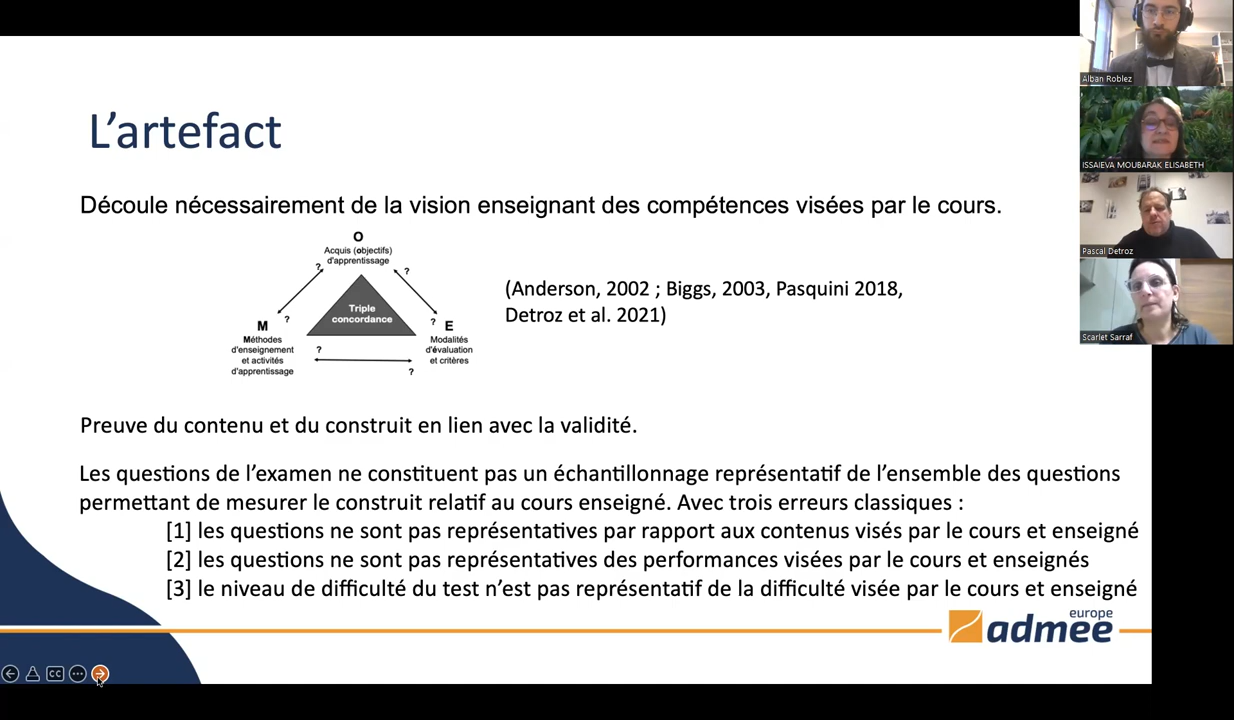 L'artefact
Découle nécessairement de la vision enseignant des compétences visées par le cours.
O
Acquis (objectifs)
d'apprentissage
?
?
Triple
concordance
M
?
?
E
Méthodes
d'enseignement
et activités
d'apprentissage
?
?
Modalités
d'évaluation
et critères
(Anderson, 2002 ; Biggs, 2003, Pasquini 2018,
Detroz et al. 2021)
Preuve du contenu et du construit en lien avec la validité.
Les questions de l'examen ne constituent pas un échantillonnage représentatif de l'ensemble des questions
permettant de mesurer le construit relatif au cours enseigné. Avec trois erreurs classiques :
[1] les questions ne sont pas représentatives par rapport aux contenus visés par le cours et enseigné
[2] les questions ne sont pas représentatives des performances visées par le cours et enseignés
[3] le niveau de difficulté du test n'est pas représentatif de la difficulté visée par le cours et enseigné
europe
admee
CC
Alban Roblez
ISSAIEVA MOUBARAK ELISABETH
Pascal Detroz
Scarlet Sarraf